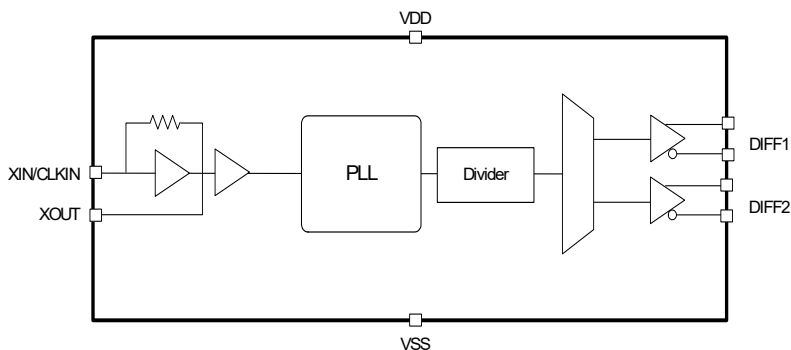 VDD
XIN/CLKIN
XOUT
PLL
Divider
DIFF1
DIFF2
VSS